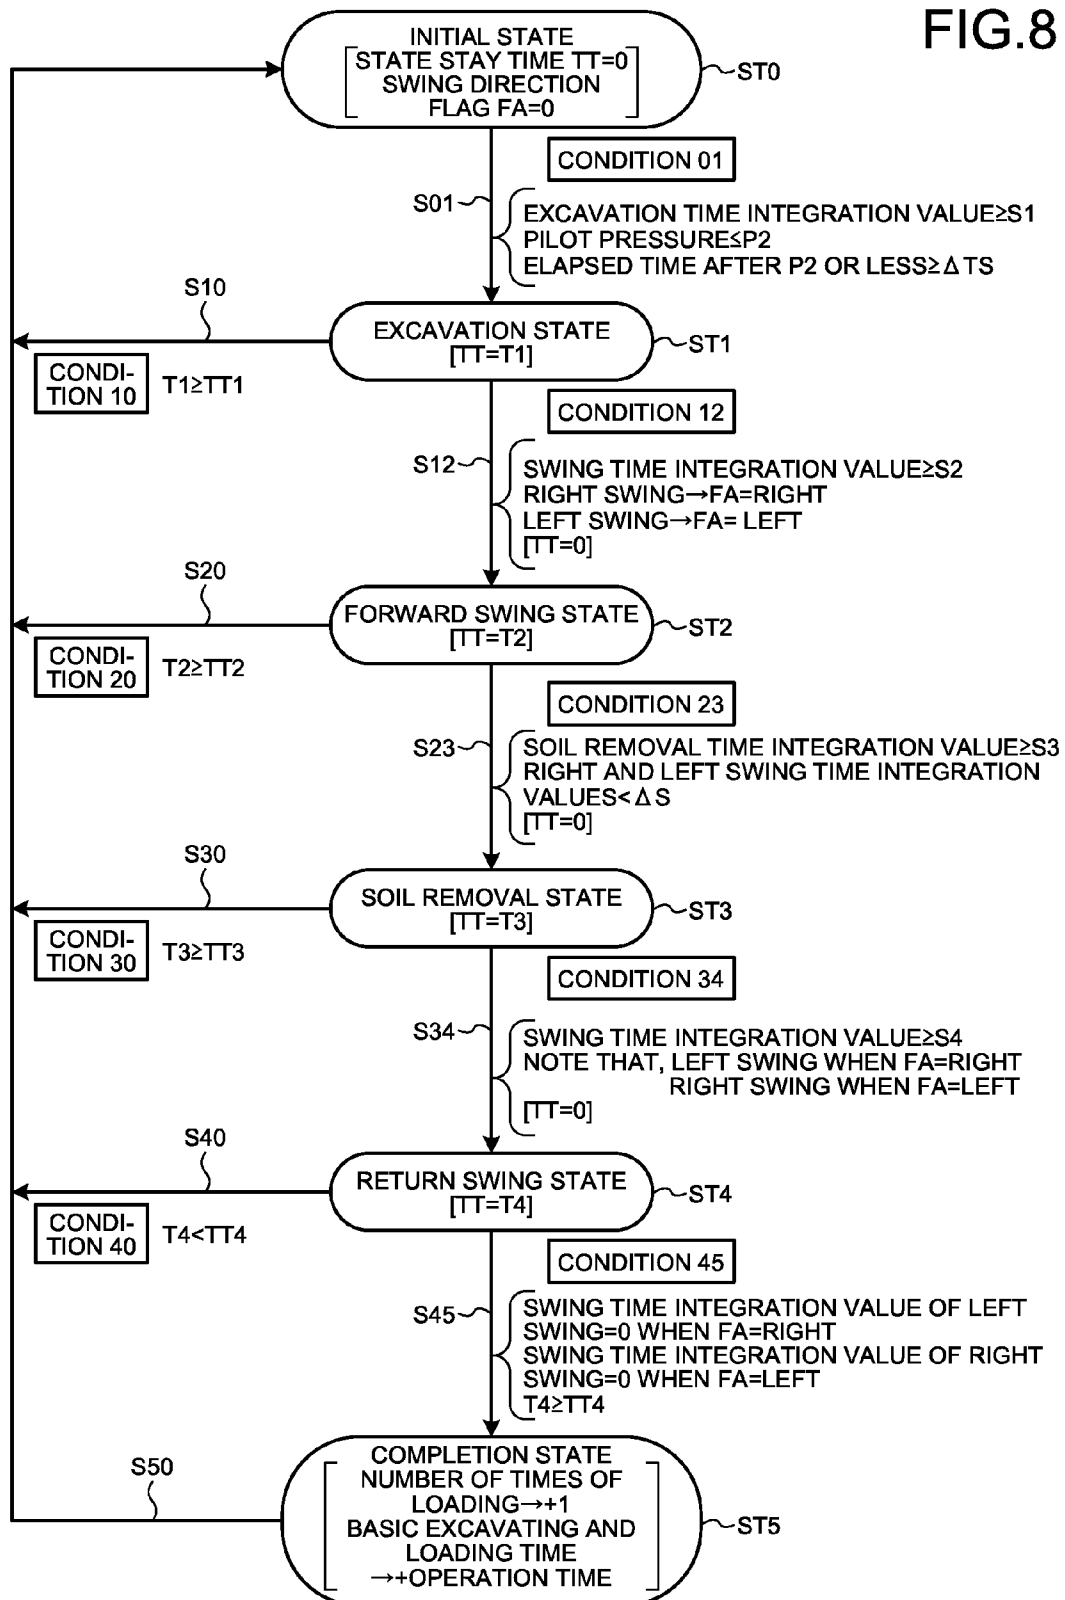 FIG.8
INITIAL STATE
STATE STAY TIME TT=0
SWING DIRECTION
FLAG FA=0
ST0
CONDITION 01
S01
EXCAVATION TIME INTEGRATION VALUE≥S1
PILOT PRESSURE≤P2
ELAPSED TIME AFTER P2 OR LESS≥ΔTS
S10
EXCAVATION STATE
[TT=T1]
ST1
CONDI-
TION 10
T1≥TT1
CONDITION 12
S12
SWING TIME INTEGRATION VALUE≥S2
RIGHT SWING→FA=RIGHT
LEFT SWING→FA= LEFT
[TT=0]
S20
FORWARD SWING STATE
[TT=T2]
ST2
CONDI-
TION 20
T2≥TT2
CONDITION 23
S23
SOIL REMOVAL TIME INTEGRATION VALUE≥S3
RIGHT AND LEFT SWING TIME INTEGRATION
VALUES<ΔS
[TT=0]
S30
SOIL REMOVAL STATE
[TT=T3]
ST3
CONDI-
TION 30
T3≥TT3
CONDITION 34
S34
SWING TIME INTEGRATION VALUE≥S4
NOTE THAT, LEFT SWING WHEN FA=RIGHT
RIGHT SWING WHEN FA=LEFT
[TT=0]
S40
RETURN SWING STATE
[TT=T4]
ST4
CONDI-
TION 40
T4<TT4
CONDITION 45
S45
SWING TIME INTEGRATION VALUE OF LEFT
SWING=0 WHEN FA=RIGHT
SWING TIME INTEGRATION VALUE OF RIGHT
SWING=0 WHEN FA=LEFT
T4≥TT4
S50
COMPLETION STATE
NUMBER OF TIMES OF
LOADING→+1
BASIC EXCAVATING AND
LOADING TIME
→+OPERATION TIME
ST5